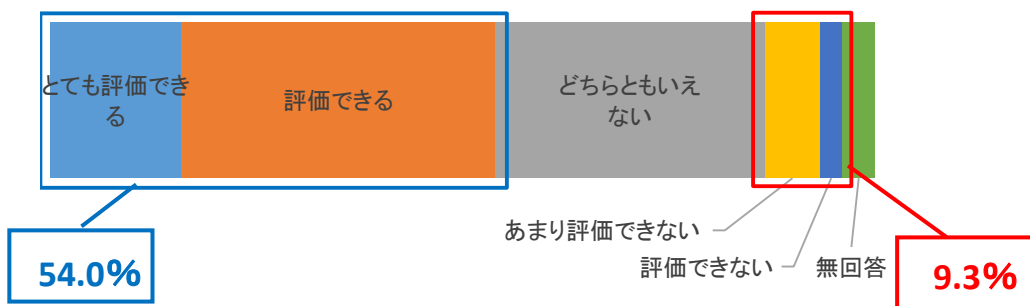 とても評価でき
る
評価できる
どちらともいえ
ない
あまり評価できない
評価できない
無回答
54.0%
9.3%